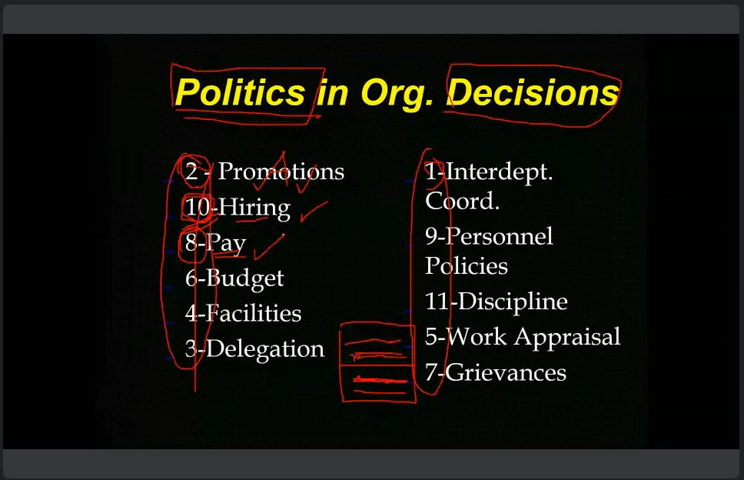 Politics in Org. Decisions
2 - Promotions
10-Hiring
8-Pay
6-Budget
4-Facilities
3-Delegation
1-Interdept.
Coord.
9-Personnel
Policies
11-Discipline
5-Work Appraisal
7-Grievances